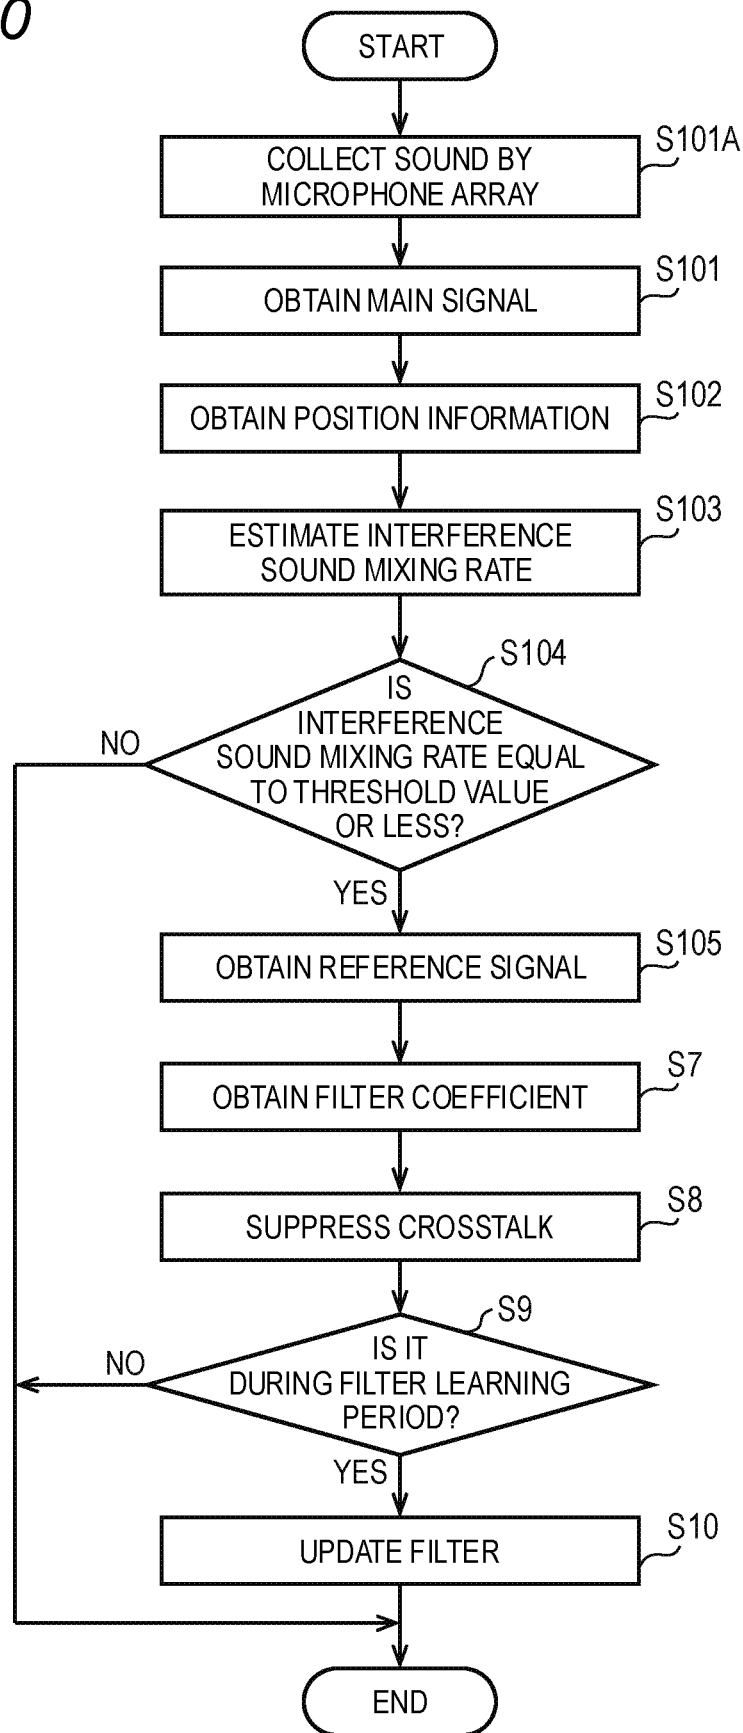 0
START
S101A
COLLECT SOUND BY
MICROPHONE ARRAY
S101
OBTAIN MAIN SIGNAL
S102
OBTAIN POSITION INFORMATION
S103
ESTIMATE INTERFERENCE
SOUND MIXING RATE
S104
IS
INTERFERENCE
SOUND MIXING RATE EQUAL
TO THRESHOLD VALUE
OR LESS?
NO
YES
S105
OBTAIN REFERENCE SIGNAL
S7
OBTAIN FILTER COEFFICIENT
S8
SUPPRESS CROSSTALK
S9
IS IT
DURING FILTER LEARNING
PERIOD?
NO
YES
S10
UPDATE FILTER
END